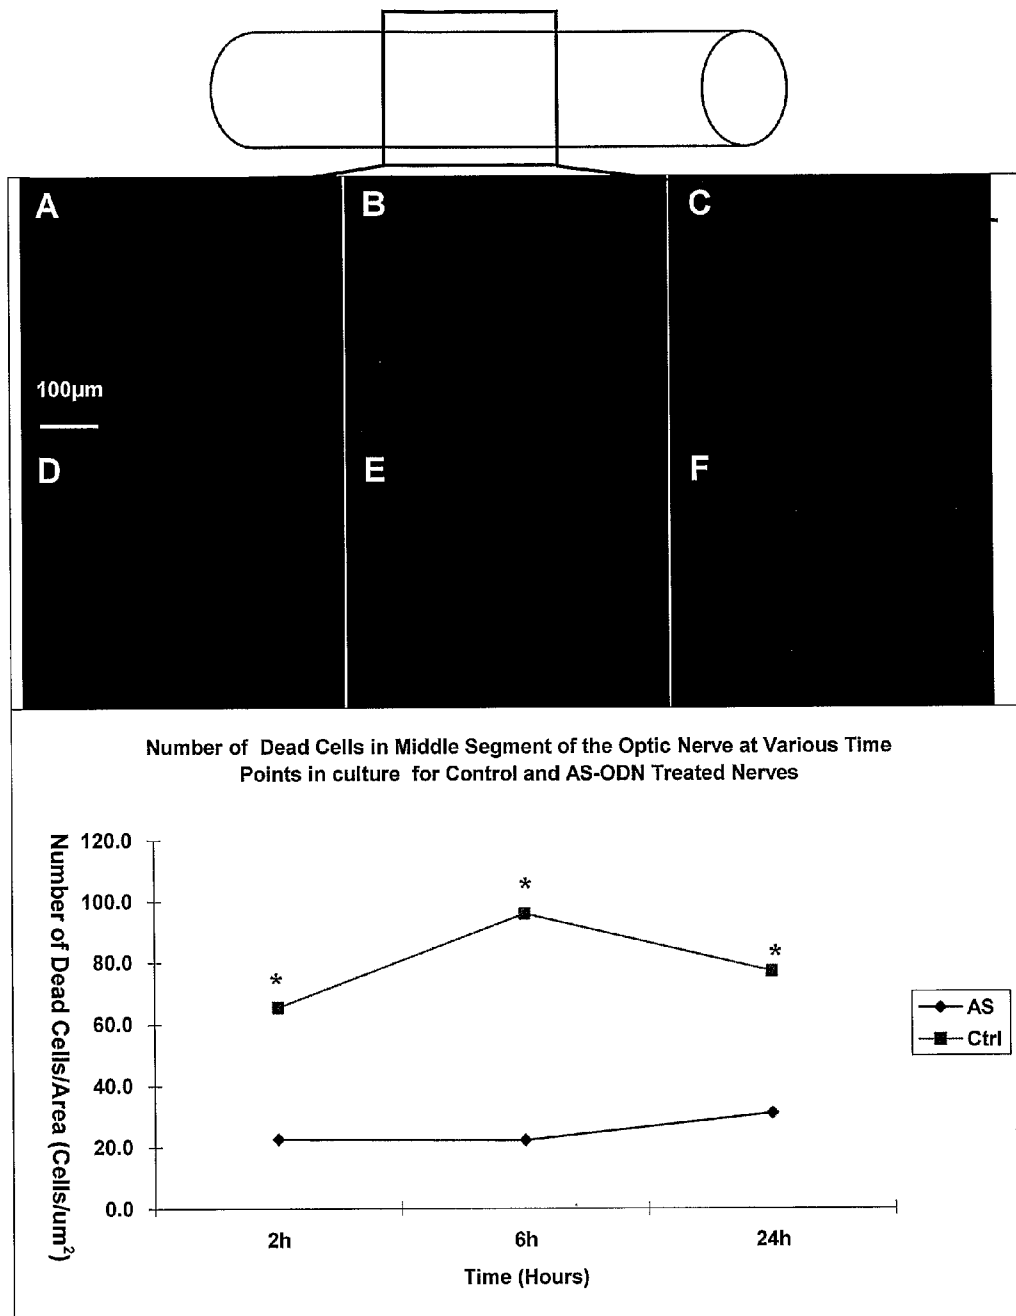 A
B
C
100µm
D
E
F
Number of Dead Cells in Middle Segment of the Optic Nerve at Various Time
Points in culture for Control and AS-ODN Treated Nerves
Number of Dead Cells/Area (Cells/um²)
120.0
100.0
80.0
60.0
40.0
20.0
0.0
*
*
*
AS
Ctrl
2h
6h
24h
Time (Hours)